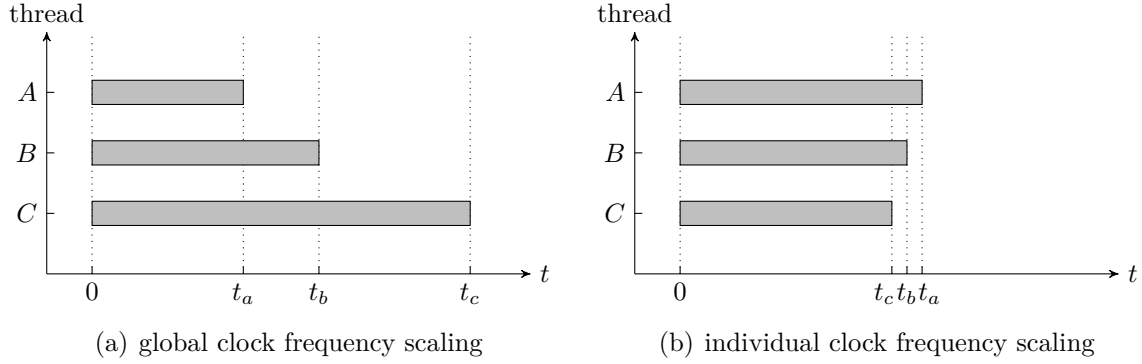 thread
A
B
C
0
t_a
t_b
t_c
t
(a) global clock frequency scaling
thread
A
B
C
0
t_c
t_b
t_a
t
(b) individual clock frequency scaling